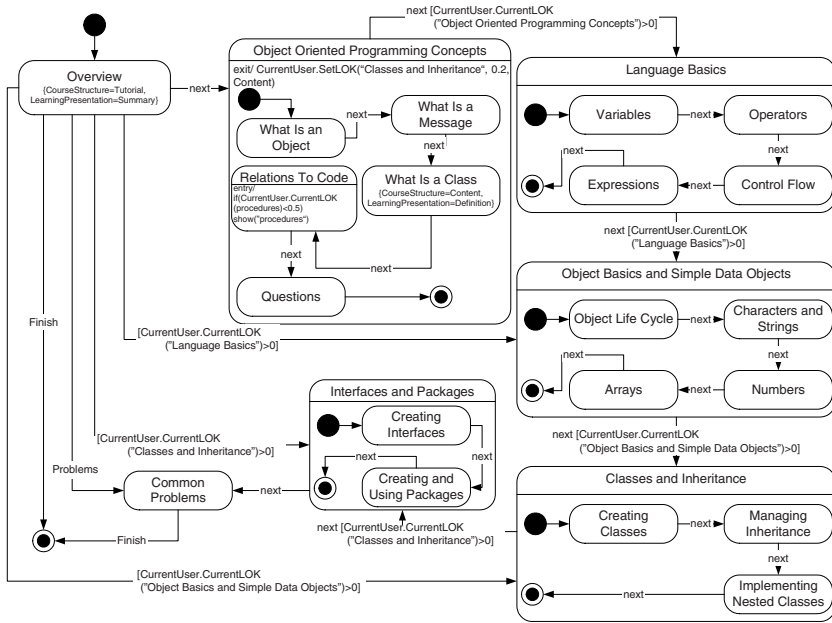 next [CurrentUser.CurrentLOK
("Object Oriented Programming Concepts")>0]
Overview
{CourseStructure=Tutorial,
LearningPresentation=Summary}
next
Object Oriented Programming Concepts
exit/ CurrentUser.SetLOK("Classes and Inheritance", 0.2,
Content)
What Is an
Object
next
What Is a
Message
next
Relations To Code
entry/
if(CurrentUser.CurrentLOK
(procedures)<0.5)
show("procedures")
What Is a Class
{CourseStructure=Content,
LearningPresentation=Definition}
next
next
Questions
Language Basics
Variables
next
Operators
next
Control Flow
next
Expressions
next
next [CurrentUser.CurentLOK
("Language Basics")>0]
Object Basics and Simple Data Objects
Object Life Cycle
next
Characters and
Strings
next
Numbers
next
Arrays
next
Finish
[CurrentUser.CurrentLOK
("Language Basics")>0]
next [CurrentUser.CurrentLOK
("Object Basics and Simple Data Objects")>0]
Interfaces and Packages
Creating
Interfaces
next
Creating and
Using Packages
next
[CurrentUser.CurrentLOK
("Classes and Inheritance")>0]
Problems
Common
Problems
next
Finish
next [CurrentUser.CurrentLOK
("Classes and Inheritance")>0]
Classes and Inheritance
Creating
Classes
next
Managing
Inheritance
next
Implementing
Nested Classes
next
[CurrentUser.CurrentLOK
("Object Basics and Simple Data Objects")>0]